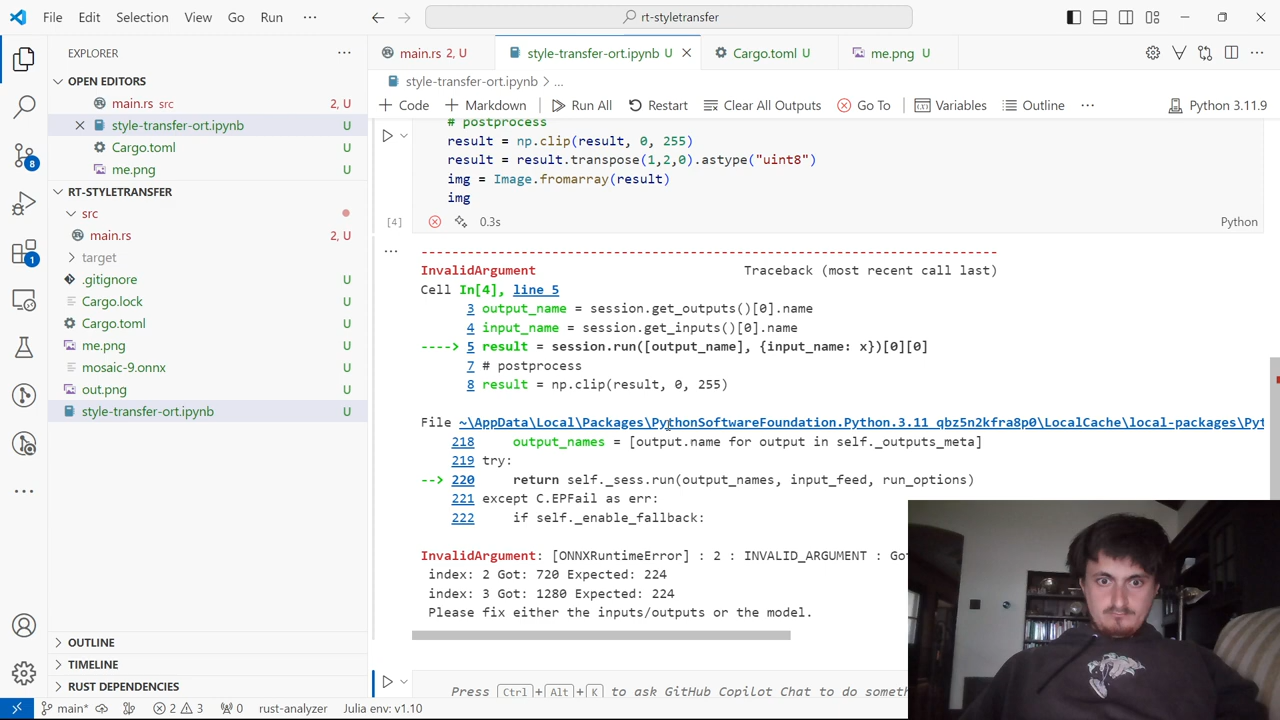 File Edit Selection View Go Run ··· rt-styletransfer
EXPLORER ···
OPEN EDITORS
main.rs src 2, U
style-transfer-ort.ipynb U
Cargo.toml U
me.png U
RT-STYLETRANSFER
src
main.rs 2, U
target
.gitignore U
Cargo.lock U
Cargo.toml U
me.png U
mosaic-9.onnx U
out.png U
style-transfer-ort.ipynb U
OUTLINE
TIMELINE
RUST DEPENDENCIES
8
1
main.rs 2, U style-transfer-ort.ipynb U Cargo.toml U me.png U
style-transfer-ort.ipynb > ...
+ Code + Markdown Run All Restart Clear All Outputs Go To Variables Outline ··· Python 3.11.9
# postprocess
result = np.clip(result, 0, 255)
result = result.transpose(1,2,0).astype("uint8")
img = Image.fromarray(result)
img
[4] 0.3s Python
---------------------------------------------------------------------------
InvalidArgument Traceback (most recent call last)
Cell In[4], line 5
3 output_name = session.get_outputs()[0].name
4 input_name = session.get_inputs()[0].name
----> 5 result = session.run([output_name], {input_name: x})[0][0]
7 # postprocess
8 result = np.clip(result, 0, 255)
File ~\AppData\Local\Packages\PythonSoftwareFoundation.Python.3.11_qbz5n2kfra8p0\LocalCache\local-packages\Pyt
218 output_names = [output.name for output in self._outputs_meta]
219 try:
--> 220 return self._sess.run(output_names, input_feed, run_options)
221 except C.EPFail as err:
222 if self._enable_fallback:
InvalidArgument: [ONNXRuntimeError] : 2 : INVALID_ARGUMENT :
index: 2 Got: 720 Expected: 224
index: 3 Got: 1280 Expected: 224
Please fix either the inputs/outputs or the model.
Press Ctrl+Alt+K to ask GitHub Copilot Chat to do
main* 2 3 0 rust-analyzer Julia env: v1.10